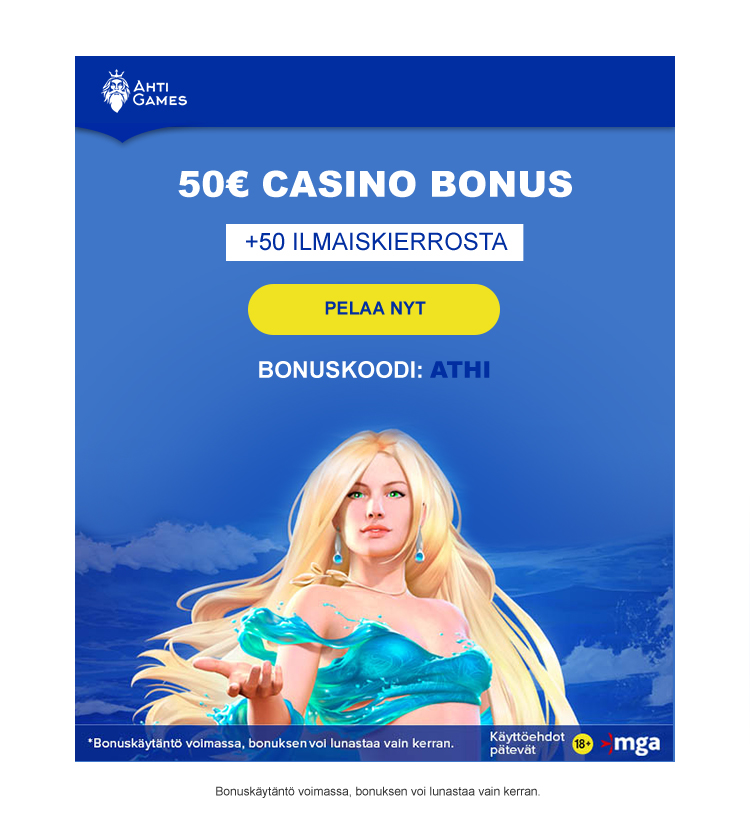 AHTI
GAMES
50€ CASINO BONUS
+50 ILMAISKIERROSTA
PELAA NYT
BONUSKOODI: ATHI
*Bonuskäytäntö voimassa, bonuksen voi lunastaa vain kerran.
Käyttöehdot
pätevät
18+
mga
Bonuskäytäntö voimassa, bonuksen voi lunastaa vain kerran.